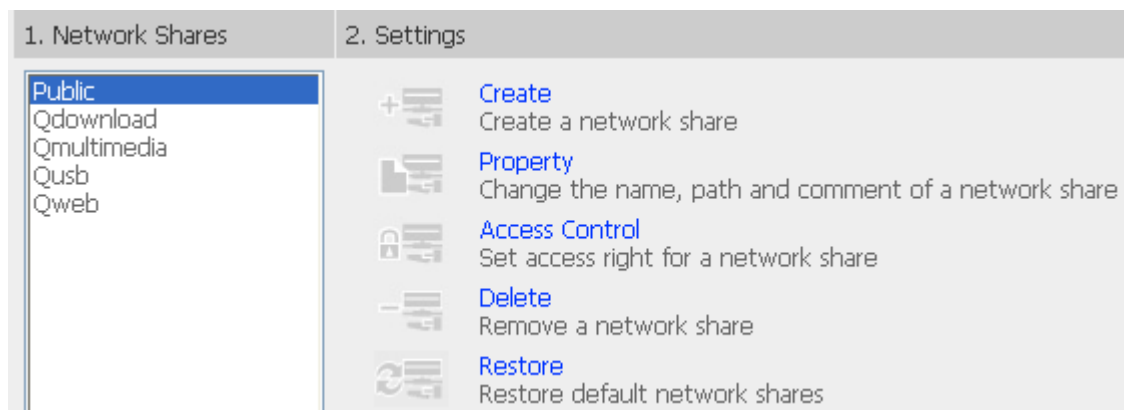 1. Network Shares
2. Settings
Public
Qdownload
Qmultimedia
Qusb
Qweb
Create
Create a network share
Property
Change the name, path and comment of a network share
Access Control
Set access right for a network share
Delete
Remove a network share
Restore
Restore default network shares